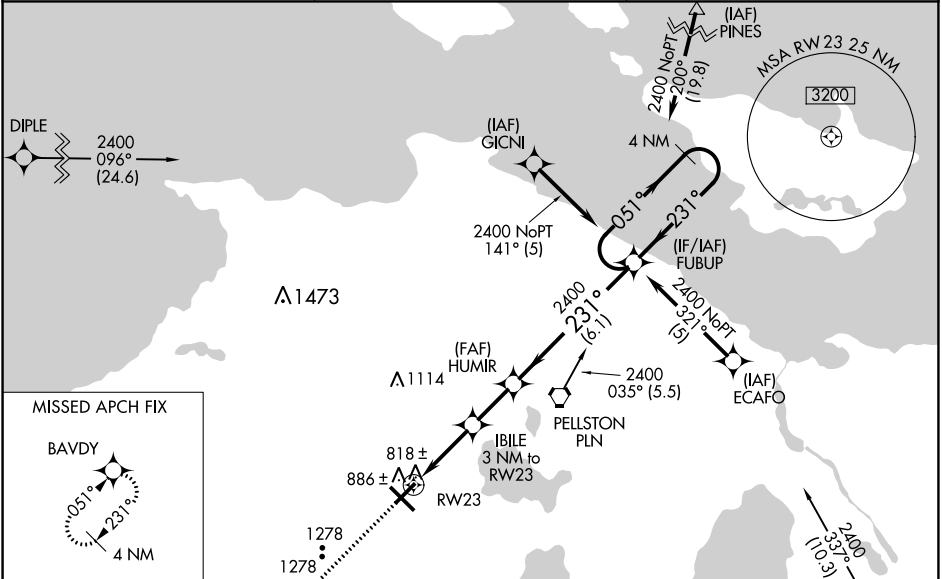 (IAF)
PINES
2400 NoPT
200°
(19.8)
MSA RW23 25 NM
3200
DIPLE
2400
096°
(24.6)
(IAF)
GICNI
4 NM
051°
231°
2400 NoPT
141° (5)
(IF/IAF)
FUBUP
2400 NoPT
321°
(5)
2400
231°
(6.1)
1473
(FAF)
HUMIR
1114
2400
035° (5.5)
(IAF)
ECAFO
PELLSTON
PLN
IBILE
3 NM to
RW23
818 ±
886 ±
RW23
MISSED APCH FIX
BAVDY
051°
231°
4 NM
1278
1278
2400
337°
(10.3)